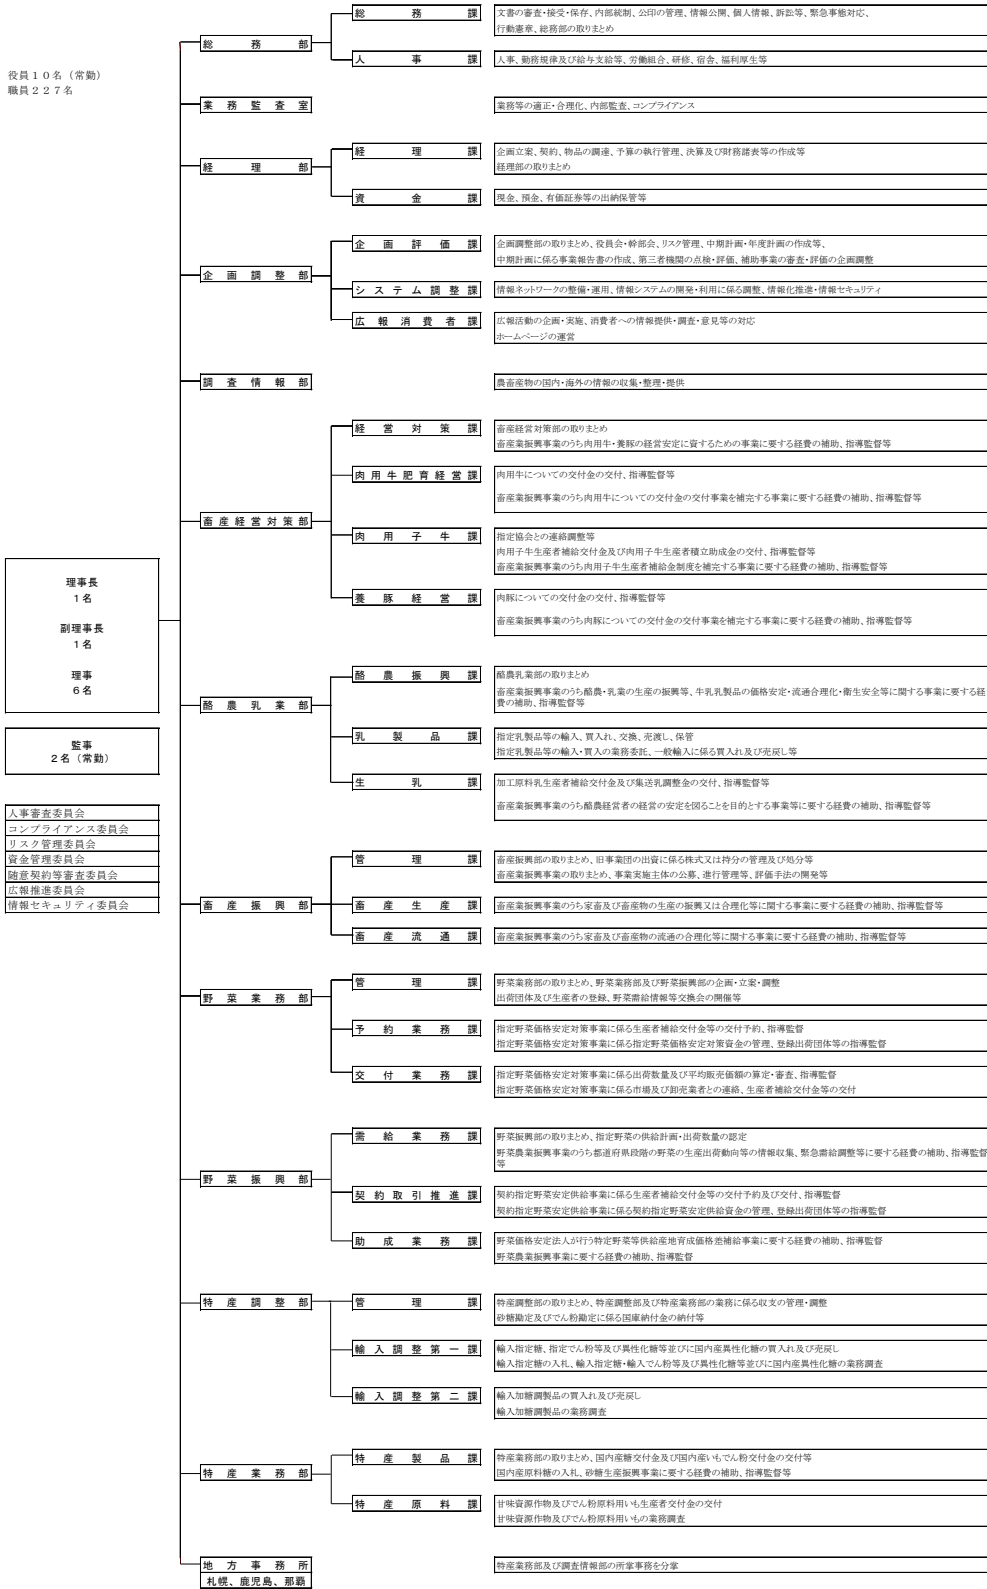 役員１０名（常勤）
職員２２７名
理事長
１名
副理事長
１名
理事
６名
監事
２名（常勤）
人事審査委員会
コンプライアンス委員会
リスク管理委員会
資金管理委員会
随意契約等審査委員会
広報推進委員会
情報セキュリティ委員会
総務部
総務課
文書の審査・接受・保存、内部統制、公印の管理、情報公開、個人情報、訴訟等、緊急事態対応、
行動憲章、総務部の取りまとめ
人事課
人事、勤務規律及び給与支給等、労働組合、研修、宿舎、福利厚生等
業務監査室
業務等の適正・合理化、内部監査、コンプライアンス
経理部
経理課
企画立案、契約、物品の調達、予算の執行管理、決算及び財務諸表等の作成等
経理部の取りまとめ
資金課
現金、預金、有価証券等の出納保管等
企画調整部
企画評価課
企画調整部の取りまとめ、役員会・幹部会、リスク管理、中期計画・年度計画の作成等、
中期計画に係る事業報告書の作成、第三者機関の点検・評価、補助事業の審査・評価の企画調整
システム調整課
情報ネットワークの整備・運用、情報システムの開発・利用に係る調整、情報化推進・情報セキュリティ
広報消費者課
広報活動の企画・実施、消費者への情報提供・調査・意見等の対応
ホームページの運営
調査情報部
農畜産物の国内・海外の情報の収集・整理・提供
畜産経営対策部
経営対策課
畜産経営対策部の取りまとめ
畜産業振興事業のうち肉用牛・養豚の経営安定に資するための事業に要する経費の補助、指導監督等
肉用牛肥育経営課
肉用牛についての交付金の交付、指導監督等
畜産業振興事業のうち肉用牛についての交付金の交付事業を補完する事業に要する経費の補助、指導監督等
肉用子牛課
指定協会との連絡調整等
肉用子牛生産者補給交付金及び肉用子牛生産者積立助成金の交付、指導監督等
畜産業振興事業のうち肉用子牛生産者補給金制度を補完する事業に要する経費の補助、指導監督等
養豚経営課
肉豚についての交付金の交付、指導監督等
畜産業振興事業のうち肉豚についての交付金の交付事業を補完する事業に要する経費の補助、指導監督等
酪農乳業部
酪農振興課
酪農乳業部の取りまとめ
畜産業振興事業のうち酪農・乳業の生産の振興等、牛乳乳製品の価格安定・流通合理化・衛生安全等に関する事業に要する経
費の補助、指導監督等
乳製品課
指定乳製品等の輸入、買入れ、交換、売渡し、保管
指定乳製品等の輸入・買入の業務委託、一般輸入に係る買入れ及び売戻し等
生乳課
加工原料乳生産者補給交付金及び集送乳調整金の交付、指導監督等
畜産業振興事業のうち酪農経営者の経営の安定を図ることを目的とする事業等に要する経費の補助、指導監督等
畜産振興部
管理課
畜産振興部の取りまとめ、旧事業団の出資に係る株式又は持分の管理及び処分等
畜産業振興事業の取りまとめ、事業実施主体の公募、進行管理等、評価手法の開発等
畜産生産課
畜産業振興事業のうち家畜及び畜産物の生産の振興又は合理化等に関する事業に要する経費の補助、指導監督等
畜産流通課
畜産業振興事業のうち家畜及び畜産物の流通の合理化等に関する事業に要する経費の補助、指導監督等
野菜業務部
管理課
野菜業務部の取りまとめ、野菜業務部及び野菜振興部の企画・立案・調整
出荷団体及び生産者の登録、野菜需給情報等交換会の開催等
予約業務課
指定野菜価格安定対策事業に係る生産者補給交付金等の交付予約、指導監督
指定野菜価格安定対策事業に係る指定野菜価格安定対策資金の管理、登録出荷団体等の指導監督
交付業務課
指定野菜価格安定対策事業に係る出荷数量及び平均販売価額の算定・審査、指導監督
指定野菜価格安定対策事業に係る市場及び卸売業者との連絡、生産者補給交付金等の交付
野菜振興部
需給業務課
野菜振興部の取りまとめ、指定野菜の供給計画・出荷数量の認定
野菜農業振興事業のうち都道府県段階の野菜の生産出荷動向等の情報収集、緊急需給調整等に要する経費の補助、指導監督
等
契約取引推進課
契約指定野菜安定供給事業に係る生産者補給交付金等の交付予約及び交付、指導監督
契約指定野菜安定供給事業に係る契約指定野菜安定供給資金の管理、登録出荷団体等の指導監督
助成業務課
野菜価格安定法人が行う特定野菜等供給産地育成価格差補給事業に要する経費の補助、指導監督
野菜農業振興事業に要する経費の補助、指導監督
特産調整部
管理課
特産調整部の取りまとめ、特産調整部及び特産業務部の業務に係る収支の管理・調整
砂糖勘定及びでん粉勘定に係る国庫納付金の納付等
輸入調整第一課
輸入指定糖、指定でん粉等及び異性化糖等並びに国内産異性化糖の買入れ及び売戻し
輸入指定糖の入札、輸入指定糖・輸入でん粉等及び異性化糖等並びに国内産異性化糖の業務調査
輸入調整第二課
輸入加糖調製品の買入れ及び売戻し
輸入加糖調製品の業務調査
特産業務部
特産製品課
特産業務部の取りまとめ、国内産糖交付金及び国内産いもでん粉交付金の交付等
国内産原料糖の入札、砂糖生産振興事業に要する経費の補助、指導監督等
特産原料課
甘味資源作物及びでん粉原料用いも生産者交付金の交付
甘味資源作物及びでん粉原料用いもの業務調査
地方事務所
札幌、鹿児島、那覇
特産業務部及び調査情報部の所掌事務を分掌